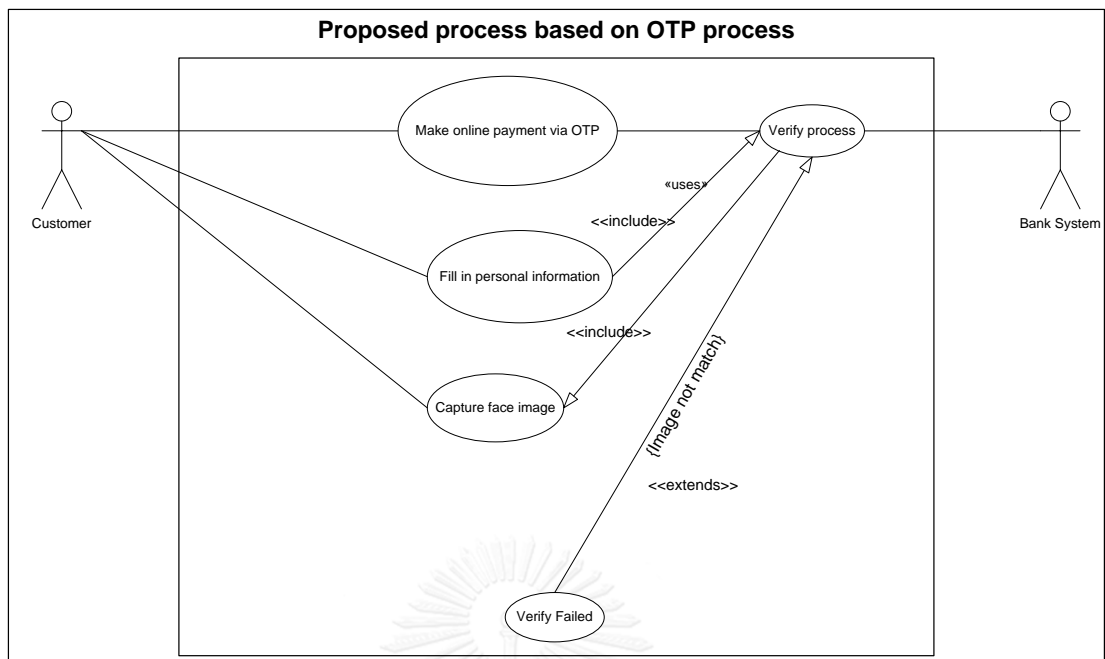 Proposed process based on OTP process
Make online payment via OTP
Verify process
«uses»
Customer
<<include>>
Bank System
Fill in personal information
<<include>>
{Image not match}
Capture face image
<<extends>>
Verify Failed